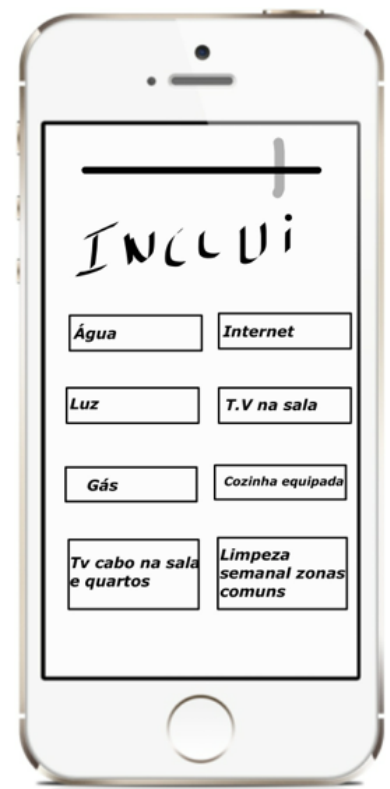 INCLUi
Água
Internet
Luz
T.V na sala
Gás
Cozinha equipada
Tv cabo na sala
e quartos
Limpeza
semanal zonas
comuns